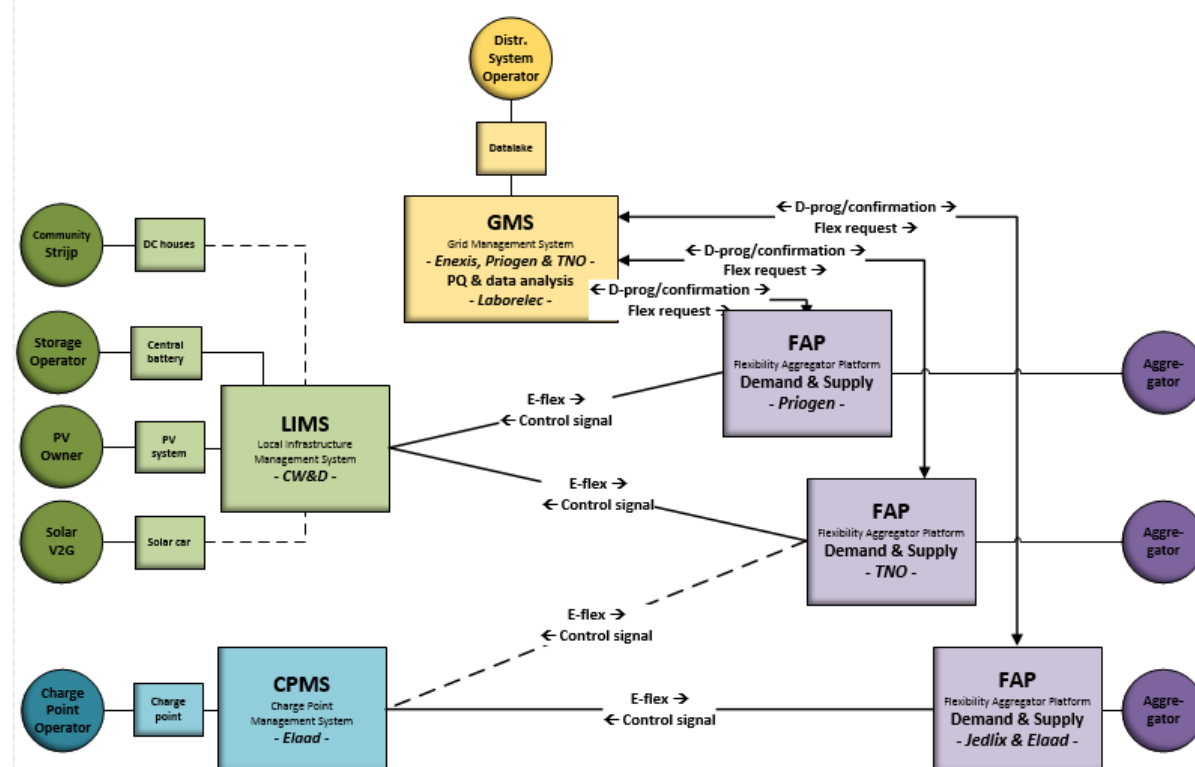 Distr.
System
Operator
Datalake
GMS
Grid Management System
- Enexis, Priogen & TNO -
PQ & data analysis
- Laborelec -
← D-prog/confirmation →
Flex request →
← D-prog/confirmation →
Flex request →
← D-prog/confirmation →
Flex request →
Community
Strijp
DC houses
Storage
Operator
Central
battery
PV
Owner
PV
system
Solar
V2G
Solar car
LIMS
Local Infrastructure
Management System
- CW&D -
E-flex →
← Control signal
FAP
Flexibility Aggregator Platform
Demand & Supply
- Priogen -
Aggre-
gator
E-flex →
← Control signal
FAP
Flexibility Aggregator Platform
Demand & Supply
- TNO -
Aggre-
gator
E-flex →
← Control signal
Charge
Point
Operator
Charge
point
CPMS
Charge Point
Management System
- Elaad -
E-flex →
← Control signal
FAP
Flexibility Aggregator Platform
Demand & Supply
- Jedlix & Elaad -
Aggre-
gator